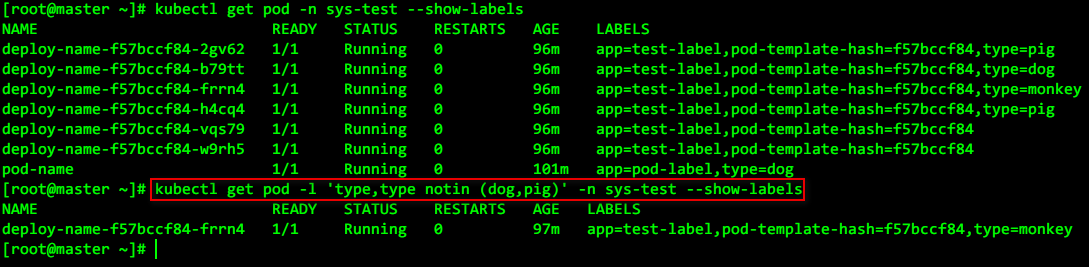 [root@master ~]# kubectl get pod -n sys-test --show-labels
NAME READY STATUS RESTARTS AGE LABELS
deploy-name-f57bccf84-2gv62 1/1 Running 0 96m app=test-label,pod-template-hash=f57bccf84,type=pig
deploy-name-f57bccf84-b79tt 1/1 Running 0 96m app=test-label,pod-template-hash=f57bccf84,type=dog
deploy-name-f57bccf84-frrn4 1/1 Running 0 96m app=test-label,pod-template-hash=f57bccf84,type=monkey
deploy-name-f57bccf84-h4cq4 1/1 Running 0 96m app=test-label,pod-template-hash=f57bccf84,type=pig
deploy-name-f57bccf84-vqs79 1/1 Running 0 96m app=test-label,pod-template-hash=f57bccf84
deploy-name-f57bccf84-w9rh5 1/1 Running 0 96m app=test-label,pod-template-hash=f57bccf84
pod-name 1/1 Running 0 101m app=pod-label,type=dog
[root@master ~]# kubectl get pod -l 'type,type notin (dog,pig)' -n sys-test --show-labels
NAME READY STATUS RESTARTS AGE LABELS
deploy-name-f57bccf84-frrn4 1/1 Running 0 97m app=test-label,pod-template-hash=f57bccf84,type=monkey
[root@master ~]#